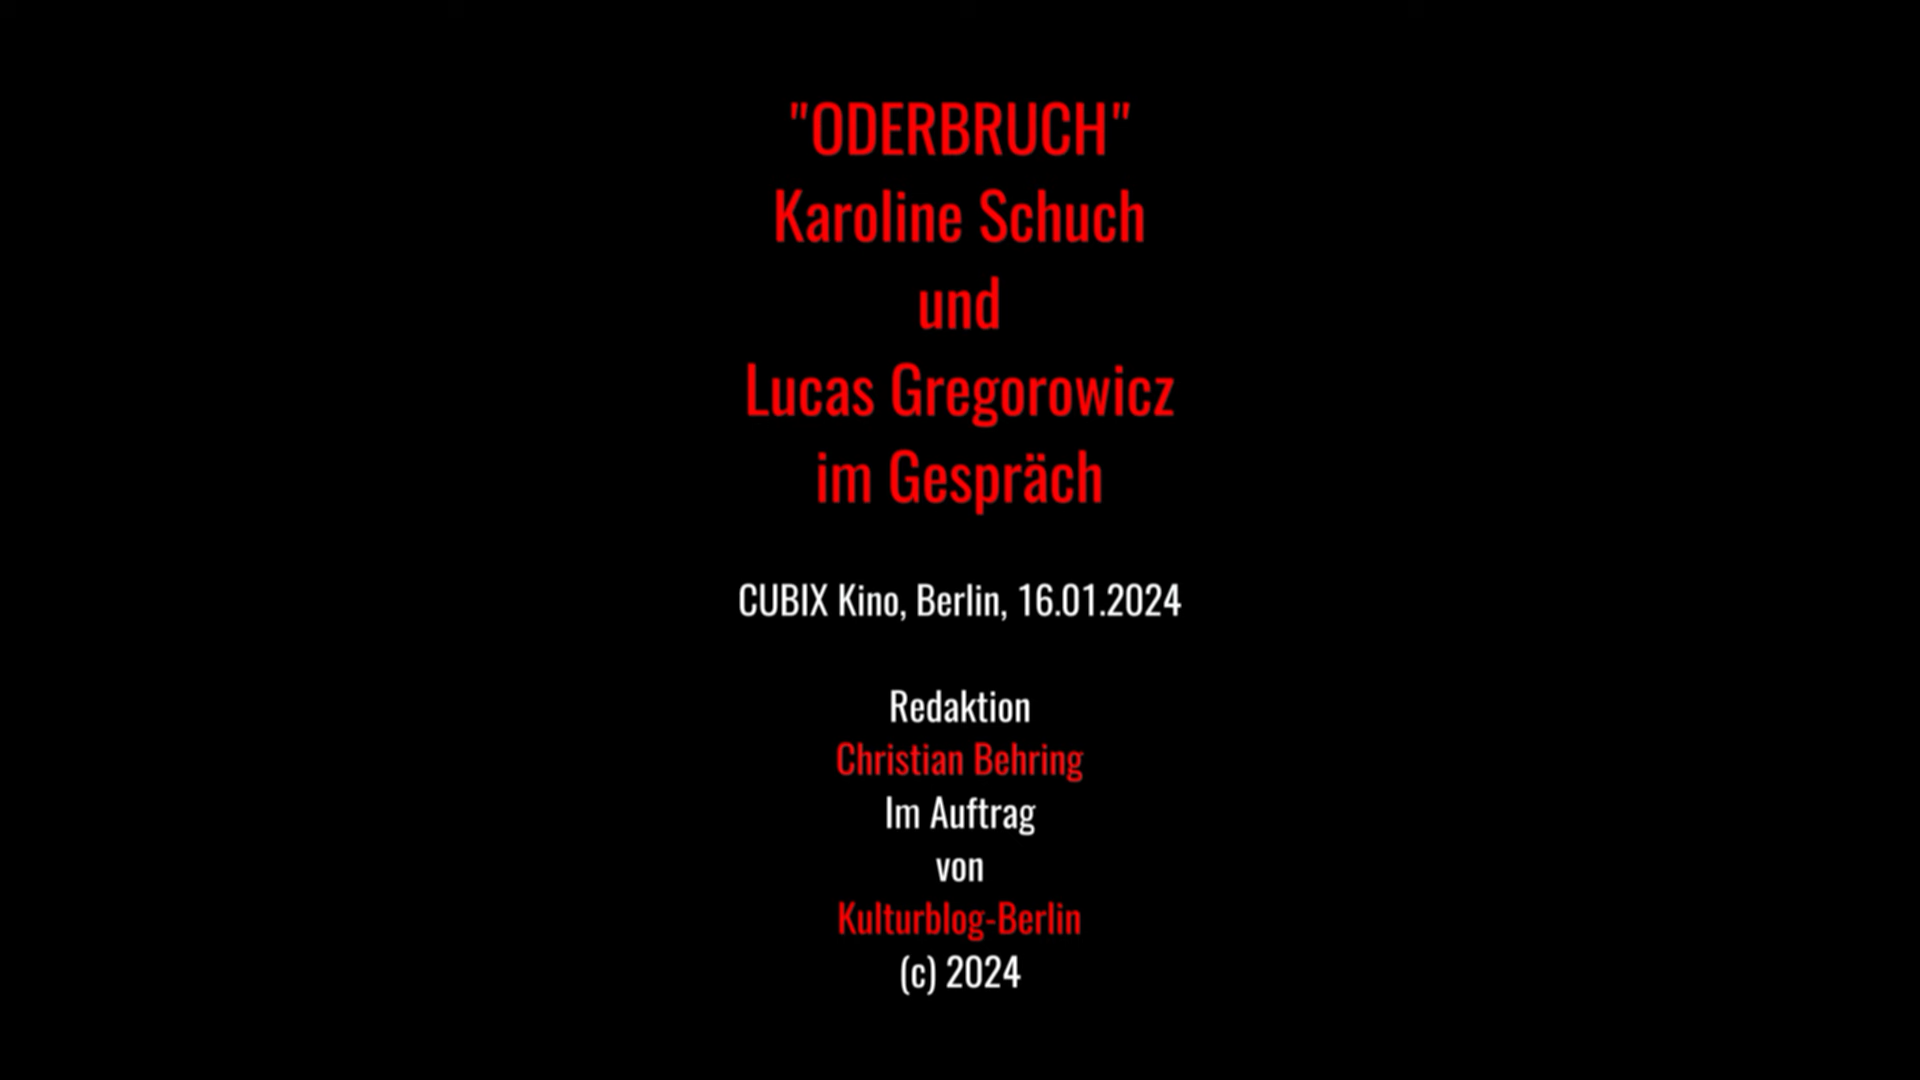 "ODERBRUCH"
Karoline Schuch
und
Lucas Gregorowicz
im Gespräch
CUBIX Kino, Berlin, 16.01.2024
Redaktion
Christian Behring
Im Auftrag
von
Kulturblog-Berlin
(c) 2024